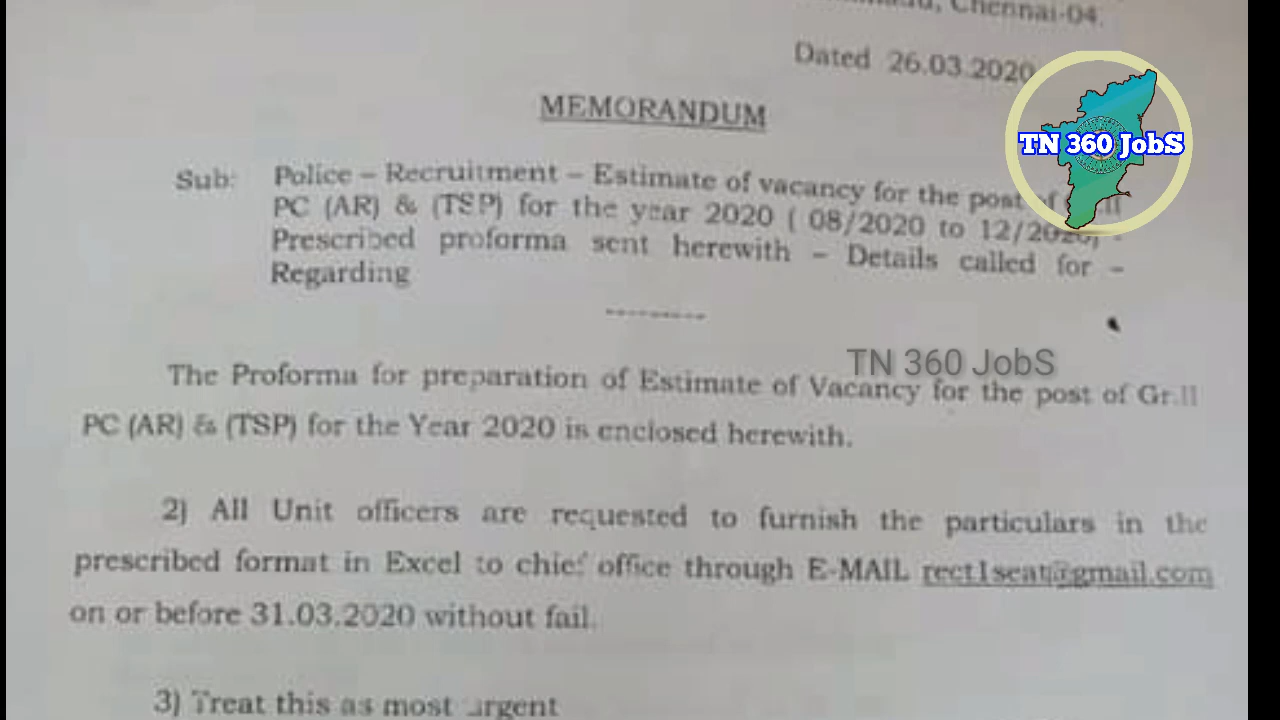 Chennai-04.
Dated 26.03.2020
MEMORANDUM
TN 360 JobS
Sub: Police – Recruitment – Estimate of vacancy for the post of
PC (AR) & (TSP) for the year 2020 ( 08/2020 to 12/2020) -
Prescribed proforma sent herewith – Details called for –
Regarding
---------
TN 360 JobS
The Proforma for preparation of Estimate of Vacancy for the post of Gr.II
PC (AR) & (TSP) for the Year 2020 is enclosed herewith.
2) All Unit officers are requested to furnish the particulars in the
prescribed format in Excel to chief office through E-MAIL rect1seat@gmail.com
on or before 31.03.2020 without fail.
3) Treat this as most urgent